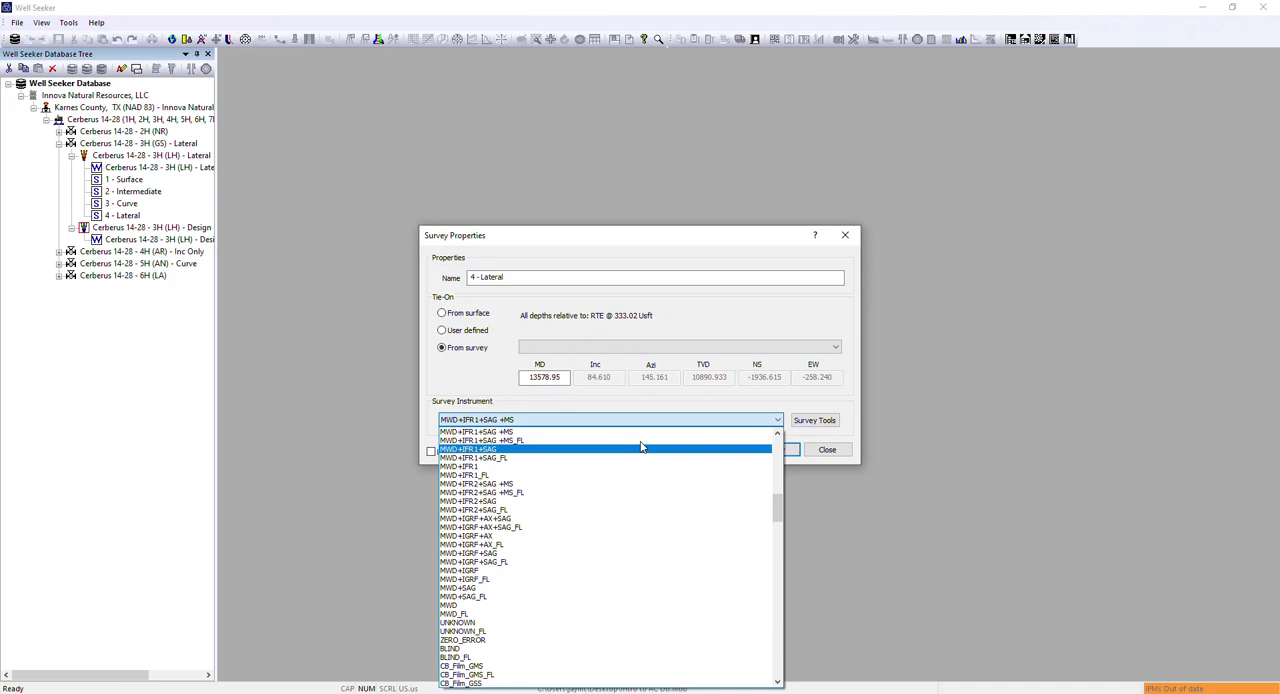 Well Seeker
File View Tools Help
Well Seeker Database Tree
Well Seeker Database
Innova Natural Resources, LLC
Karnes County, TX (NAD 83) - Innova Natural
Cerberus 14-28 (1H, 2H, 3H, 4H, 5H, 6H, 7H
Cerberus 14-28 - 2H (NR)
Cerberus 14-28 - 3H (GS) - Lateral
Cerberus 14-28 - 3H (LH) - Lateral
Cerberus 14-28 - 3H (LH) - Late
1 - Surface
2 - Intermediate
3 - Curve
4 - Lateral
Cerberus 14-28 - 3H (LH) - Design
Cerberus 14-28 - 3H (LH) - Desi
Cerberus 14-28 - 4H (AR) - Inc Only
Cerberus 14-28 - 5H (AN) - Curve
Cerberus 14-28 - 6H (LA)
Survey Properties
Properties
Name 4 - Lateral
Tie-On
From surface All depths relative to: RTE @ 333.02 Usft
User defined
From survey
MD Inc Azi TVD NS EW
13578.95 84.610 145.161 10890.933 -1936.615 -258.240
Survey Instrument
MWD+IFR1+SAG +MS Survey Tools
Close
MWD+IFR1+SAG +MS
MWD+IFR1+SAG +MS_FL
MWD+IFR1+SAG
MWD+IFR1+SAG_FL
MWD+IFR1
MWD+IFR1_FL
MWD+IFR2+SAG +MS
MWD+IFR2+SAG +MS_FL
MWD+IFR2+SAG
MWD+IFR2+SAG_FL
MWD+IGRF+AX+SAG
MWD+IGRF+AX+SAG_FL
MWD+IGRF+AX
MWD+IGRF+AX_FL
MWD+IGRF+SAG
MWD+IGRF+SAG_FL
MWD+IGRF
MWD+IGRF_FL
MWD+SAG
MWD+SAG_FL
MWD
MWD_FL
UNKNOWN
UNKNOWN_FL
ZERO_ERROR
BLIND
BLIND_FL
CB_Film_GMS
CB_Film_GMS_FL
CB_Film_GSS
Ready CAP NUM SCRL US.us IPMs Out of date